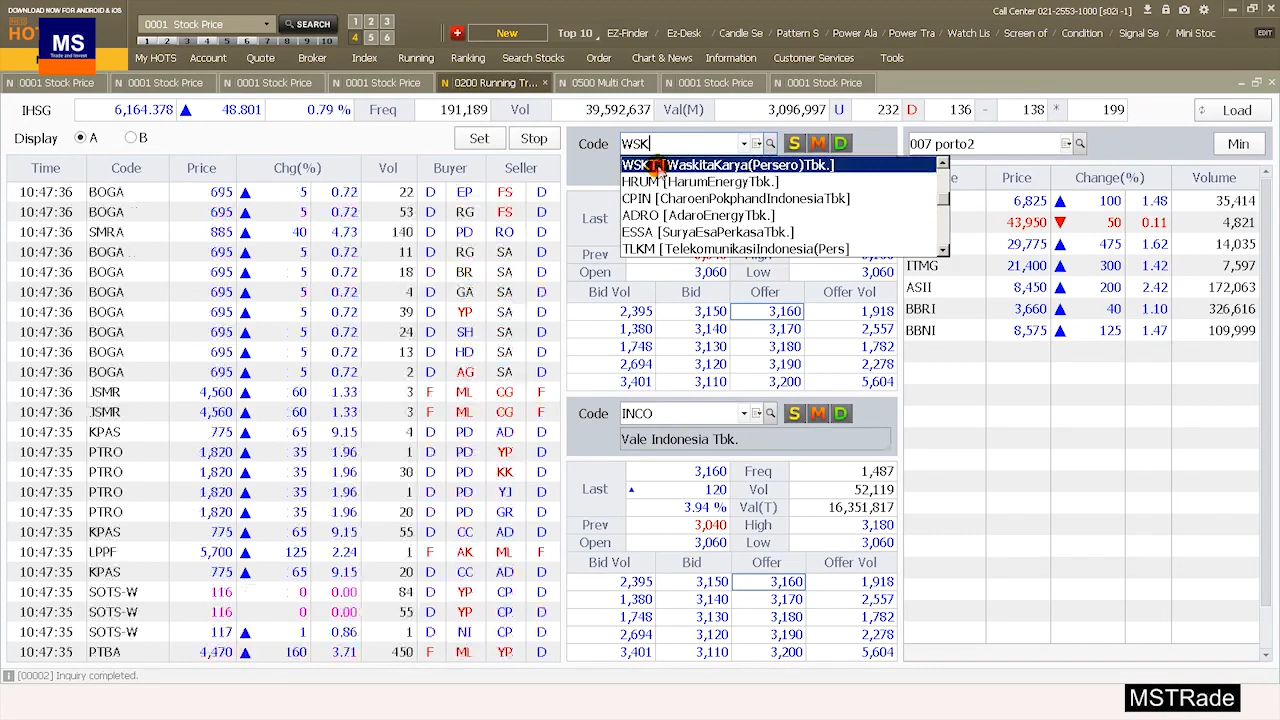 DOWNLOAD NOW FOR ANDROID & iOS
HOT
MS
Trade and Invest
0001 Stock Price
SEARCH
1 2 3 4 5 6 7 8 9 10
1 2 3
4 5 6
New
Top 10
EZ-Finder
EZ-Desk
Candle Se
Pattern S
Power Ala
Power Tra
Watch Lis
Screen D
Condition
Signal Se
Mini Stoc
Call Center 021-2553-1000 [s02i -1]
EDIT
My HOTS Account Quote Broker Index Running Ranking Search Stocks Order Chart & News Information Customer Services Tools
N 0001 Stock Price N 0001 Stock Price N 0001 Stock Price N 0001 Stock Price N 0200 Running Tr... × N 0500 Multi Chart N 0001 Stock Price N 0001 Stock Price
IHSG 6,164.378 ▲ 48.801 0.79 % Freq 191,189 Vol 39,592,637 Val(M) 3,096,997 U 232 D 136 - 138 * 199 Load
Display A B Set Stop
Time Code Price Chg(%) Vol Buyer Seller
10:47:36 BOGA 695 ▲ 5 0.72 22 D EP FS D
10:47:36 BOGA 695 ▲ 5 0.72 53 D RG FS D
10:47:36 SMRA 885 ▲ 40 4.73 140 D PD RO D
10:47:36 BOGA 695 ▲ 5 0.72 11 D RG SA D
10:47:36 BOGA 695 ▲ 5 0.72 18 D BR SA D
10:47:36 BOGA 695 ▲ 5 0.72 4 D GA SA D
10:47:36 BOGA 695 ▲ 5 0.72 39 D YP SA D
10:47:36 BOGA 695 ▲ 5 0.72 24 D SH SA D
10:47:36 BOGA 695 ▲ 5 0.72 13 D HD SA D
10:47:36 BOGA 695 ▲ 5 0.72 2 D AG SA D
10:47:36 JSMR 4,560 ▲ 60 1.33 3 F ML CG F
10:47:36 JSMR 4,560 ▲ 60 1.33 3 F ML CG F
10:47:36 KPAS 775 ▲ 65 9.15 4 D PD AD D
10:47:36 PTRO 1,820 ▲ 35 1.96 1 D PD YP D
10:47:36 PTRO 1,820 ▲ 35 1.96 30 D PD KK D
10:47:35 PTRO 1,820 ▲ 35 1.96 1 D PD YJ D
10:47:35 PTRO 1,820 ▲ 35 1.96 1 D PD GR D
10:47:35 KPAS 775 ▲ 65 9.15 55 D CC AD D
10:47:35 LPPF 5,700 ▲ 125 2.24 1 F AK ML F
10:47:35 KPAS 775 ▲ 65 9.15 20 D CC AD D
10:47:35 SOTS-W 116 0 0.00 84 D YP CP D
10:47:35 SOTS-W 116 0 0.00 55 D YP CP D
10:47:35 SOTS-W 117 ▲ 1 0.86 1 D NI CP D
10:47:35 PTBA 4,470 ▲ 160 3.71 450 F ML YP D
Code WSK S M D
[WaskitaKarya(Persero)Tbk.]
HRUM [HarumEnergyTbk.]
CPIN [CharoenPokphandIndonesiaTbk]
ADRO [AdaroEnergyTbk.]
ESSA [SuryaEsaPerkasaTbk.]
TLKM [TelekomunikasiIndonesia(Pers]
Last
Prev
Open 3,060 Low 3,060
Bid Vol Bid Offer Offer Vol
2,395 3,150 3,160 1,918
1,380 3,140 3,170 2,557
1,748 3,130 3,180 1,782
2,694 3,120 3,190 2,278
3,401 3,110 3,200 5,604
Code INCO S M D
Vale Indonesia Tbk.
Last 3,160 Freq 1,487
▲ 120 Vol 52,119
3.94 % Val(T) 16,351,817
Prev 3,040 High 3,180
Open 3,060 Low 3,060
Bid Vol Bid Offer Offer Vol
2,395 3,150 3,160 1,918
1,380 3,140 3,170 2,557
1,748 3,130 3,180 1,782
2,694 3,120 3,190 2,278
3,401 3,110 3,200 5,604
007 porto2 Min
Price Change(%) Volume
6,825 ▲ 100 1.48 35,414
43,950 ▼ 50 0.11 4,821
29,775 ▲ 475 1.62 14,035
ITMG 21,400 ▲ 300 1.42 7,597
ASII 8,450 ▲ 200 2.42 172,063
BBRI 3,660 ▲ 40 1.10 326,616
BBNI 8,575 ▲ 125 1.47 109,999
[00002] Inquiry completed.
MSTRade